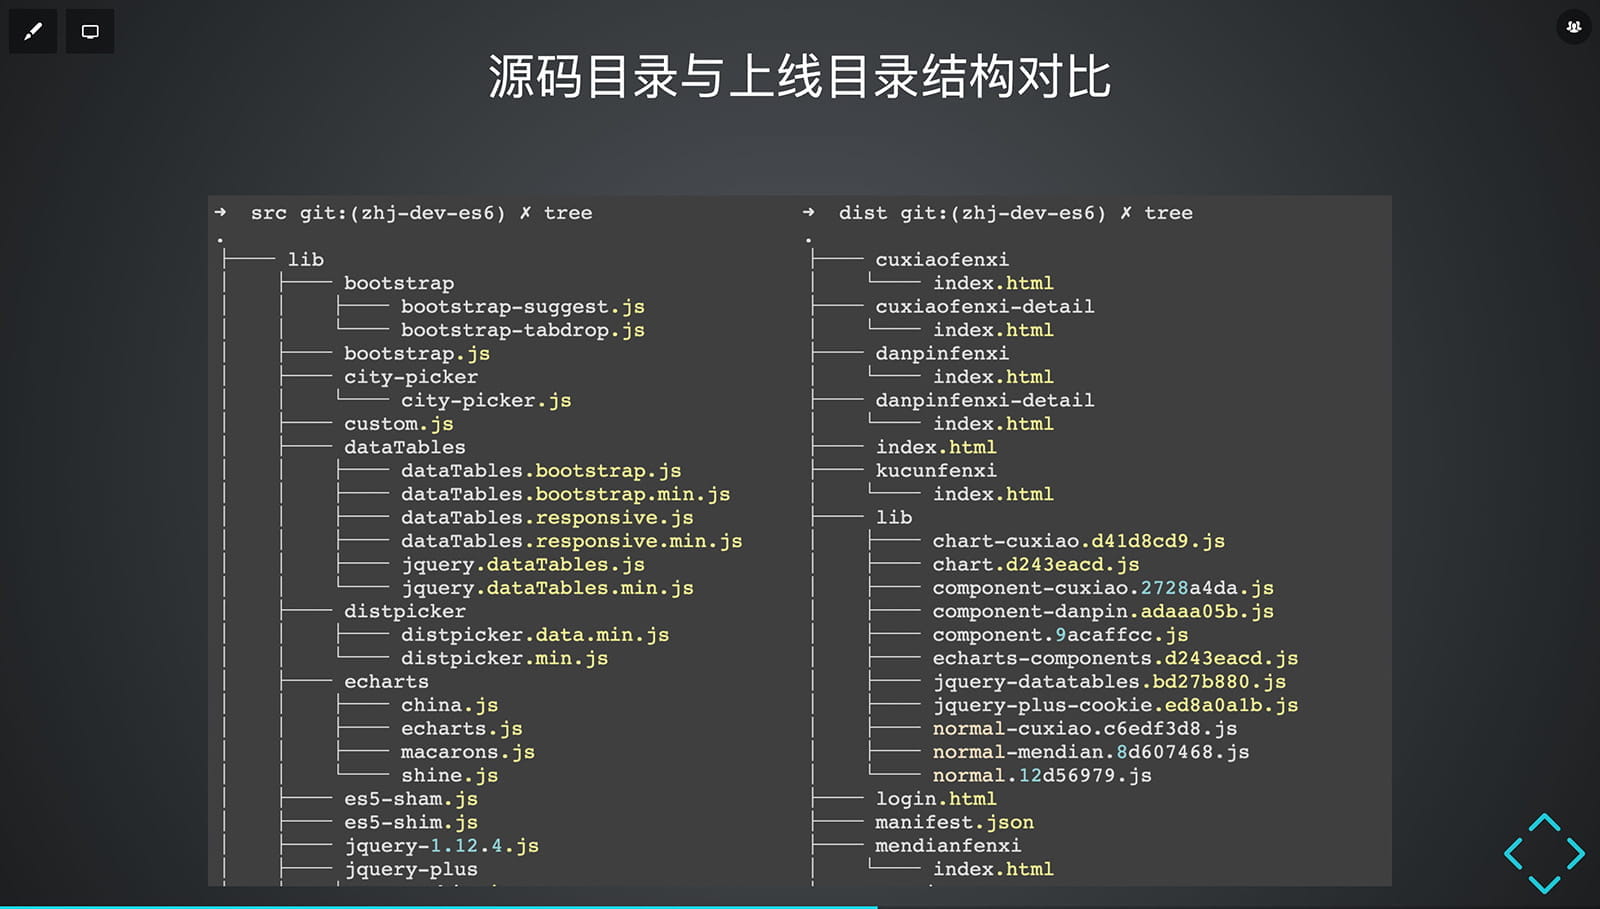 源码目录与上线目录结构对比
➜ src git:(zhj-dev-es6) ✗ tree
.
├── lib
│ ├── bootstrap
│ │ ├── bootstrap-suggest.js
│ │ └── bootstrap-tabdrop.js
│ ├── bootstrap.js
│ ├── city-picker
│ │ └── city-picker.js
│ ├── custom.js
│ ├── dataTables
│ │ ├── dataTables.bootstrap.js
│ │ ├── dataTables.bootstrap.min.js
│ │ ├── dataTables.responsive.js
│ │ ├── dataTables.responsive.min.js
│ │ ├── jquery.dataTables.js
│ │ └── jquery.dataTables.min.js
│ ├── distpicker
│ │ ├── distpicker.data.min.js
│ │ └── distpicker.min.js
│ ├── echarts
│ │ ├── china.js
│ │ ├── echarts.js
│ │ ├── macarons.js
│ │ └── shine.js
│ ├── es5-sham.js
│ ├── es5-shim.js
│ ├── jquery-1.12.4.js
│ ├── jquery-plus
➜ dist git:(zhj-dev-es6) ✗ tree
.
├── cuxiaofenxi
│ └── index.html
├── cuxiaofenxi-detail
│ └── index.html
├── danpinfenxi
│ └── index.html
├── danpinfenxi-detail
│ └── index.html
├── index.html
├── kucunfenxi
│ └── index.html
├── lib
│ ├── chart-cuxiao.d41d8cd9.js
│ ├── chart.d243eacd.js
│ ├── component-cuxiao.2728a4da.js
│ ├── component-danpin.adaaa05b.js
│ ├── component.9acaffcc.js
│ ├── echarts-components.d243eacd.js
│ ├── jquery-datatables.bd27b880.js
│ ├── jquery-plus-cookie.ed8a0a1b.js
│ ├── normal-cuxiao.c6edf3d8.js
│ ├── normal-mendian.8d607468.js
│ └── normal.12d56979.js
├── login.html
├── manifest.json
├── mendianfenxi
│ └── index.html